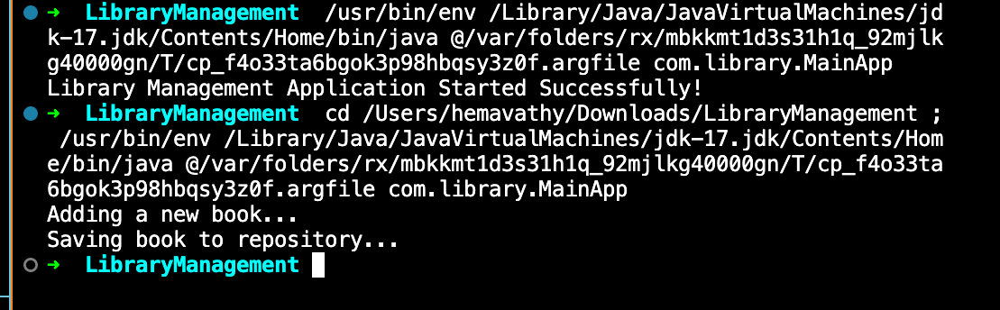 ➜  LibraryManagement  /usr/bin/env /Library/Java/JavaVirtualMachines/jd
k-17.jdk/Contents/Home/bin/java @/var/folders/rx/mbkkmt1d3s31h1q_92mjlk
g40000gn/T/cp_f4o33ta6bgok3p98hbqsy3z0f.argfile com.library.MainApp
Library Management Application Started Successfully!
➜  LibraryManagement  cd /Users/hemavathy/Downloads/LibraryManagement ;
 /usr/bin/env /Library/Java/JavaVirtualMachines/jdk-17.jdk/Contents/Hom
e/bin/java @/var/folders/rx/mbkkmt1d3s31h1q_92mjlkg40000gn/T/cp_f4o33ta
6bgok3p98hbqsy3z0f.argfile com.library.MainApp
Adding a new book...
Saving book to repository...
➜  LibraryManagement